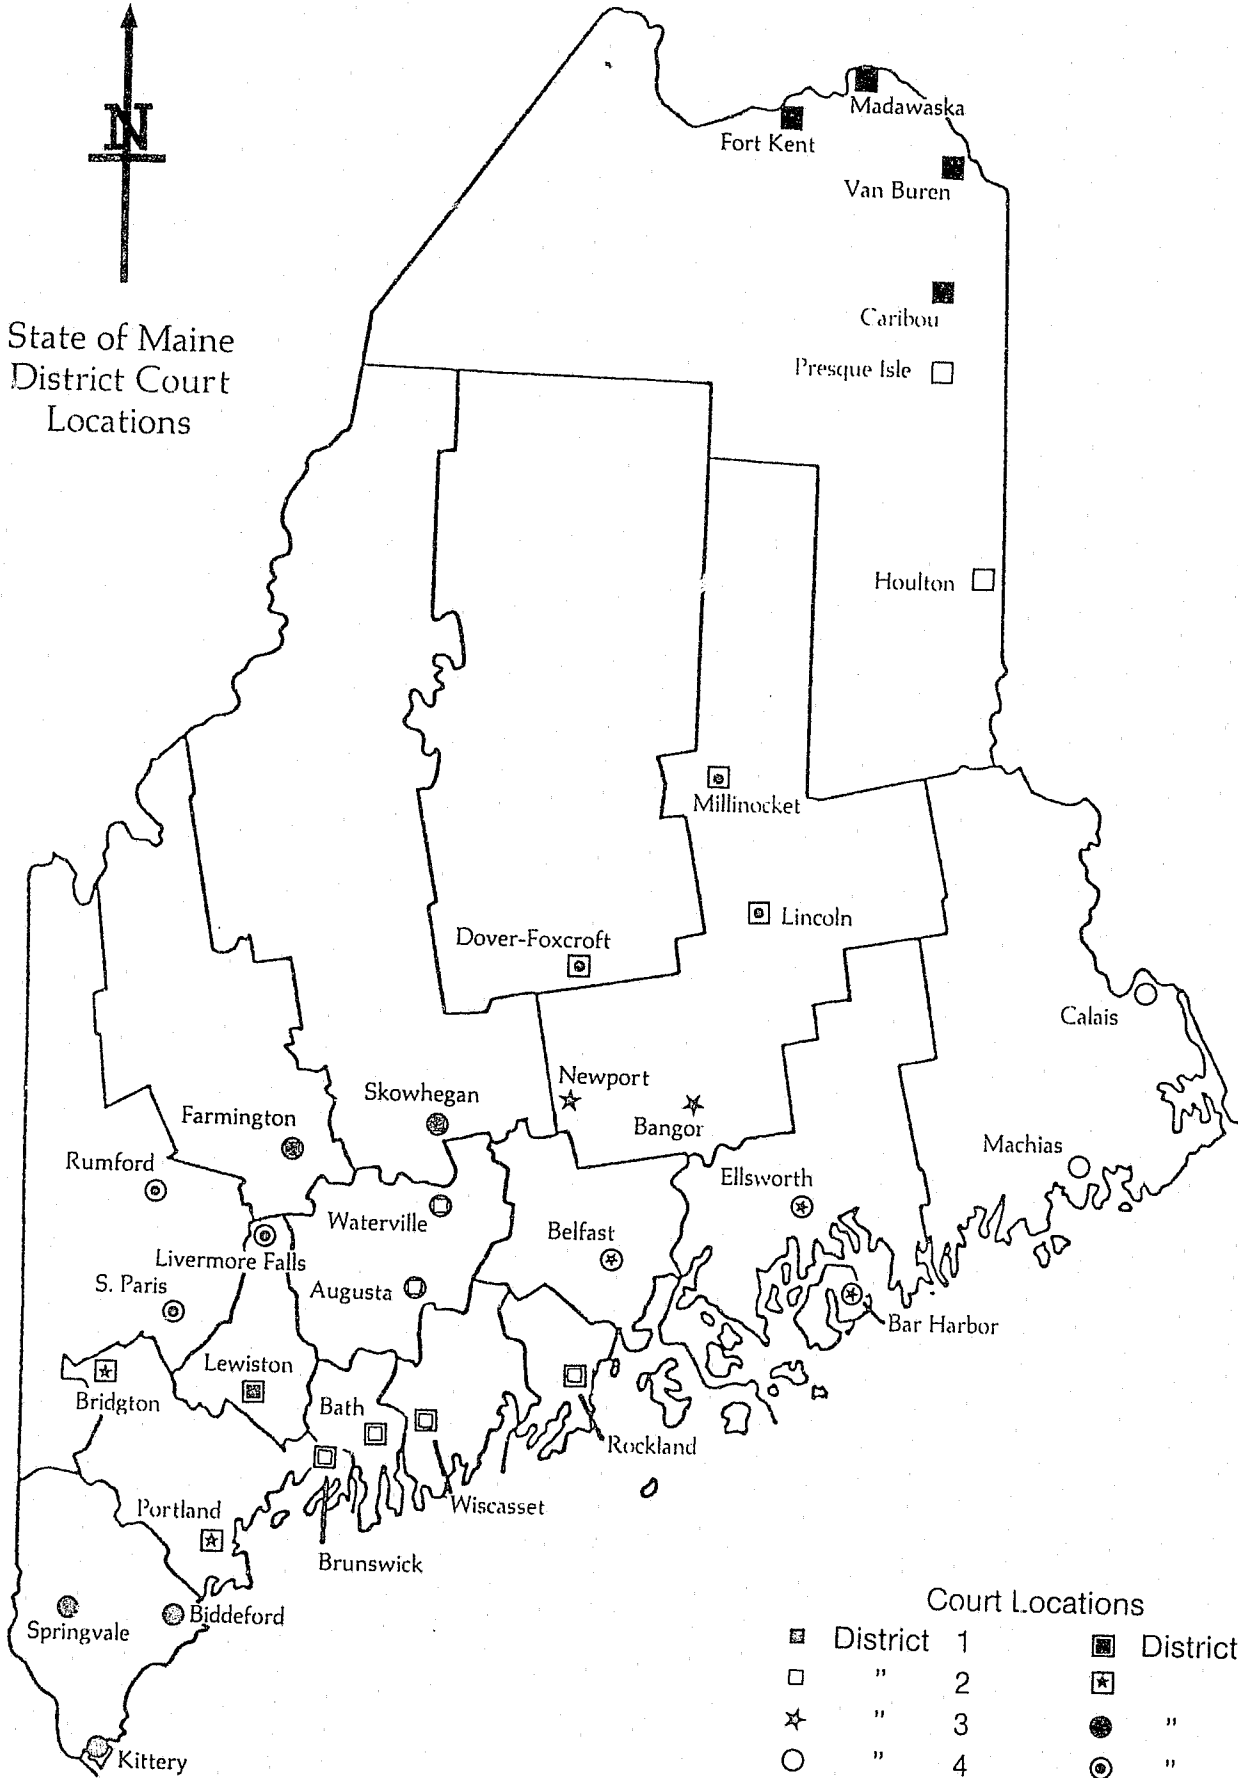 N
State of Maine
District Court
Locations
Madawaska
Fort Kent
Van Buren
Caribou
Presque Isle
Houlton
Millinocket
Lincoln
Dover-Foxcroft
Calais
Newport
Skowhegan
Bangor
Farmington
Machias
Rumford
Ellsworth
Waterville
Belfast
Livermore Falls
S. Paris
Augusta
Bar Harbor
Lewiston
Bridgton
Bath
Rockland
Wiscasset
Portland
Brunswick
Biddeford
Springvale
Kittery
Court Locations
District 1 District
" 2
" 3 "
" 4 "